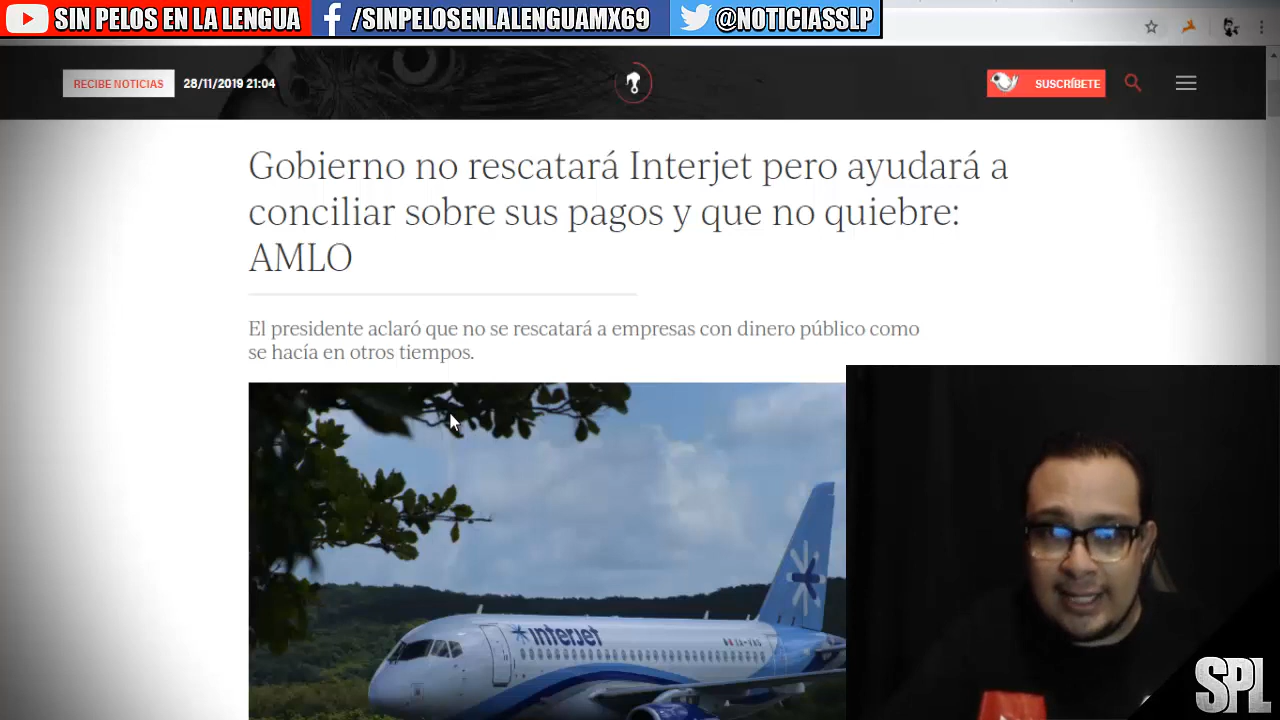 SIN PELOS EN LA LENGUA
/SINPELOSENLALENGUAMX69
@NOTICIASSLP
RECIBE NOTICIAS
28/11/2019 21:04
SUSCRÍBETE
Gobierno no rescatará Interjet pero ayudará a
conciliar sobre sus pagos y que no quiebre:
AMLO
El presidente aclaró que no se rescatará a empresas con dinero público como
se hacía en otros tiempos.
interjet
SPL